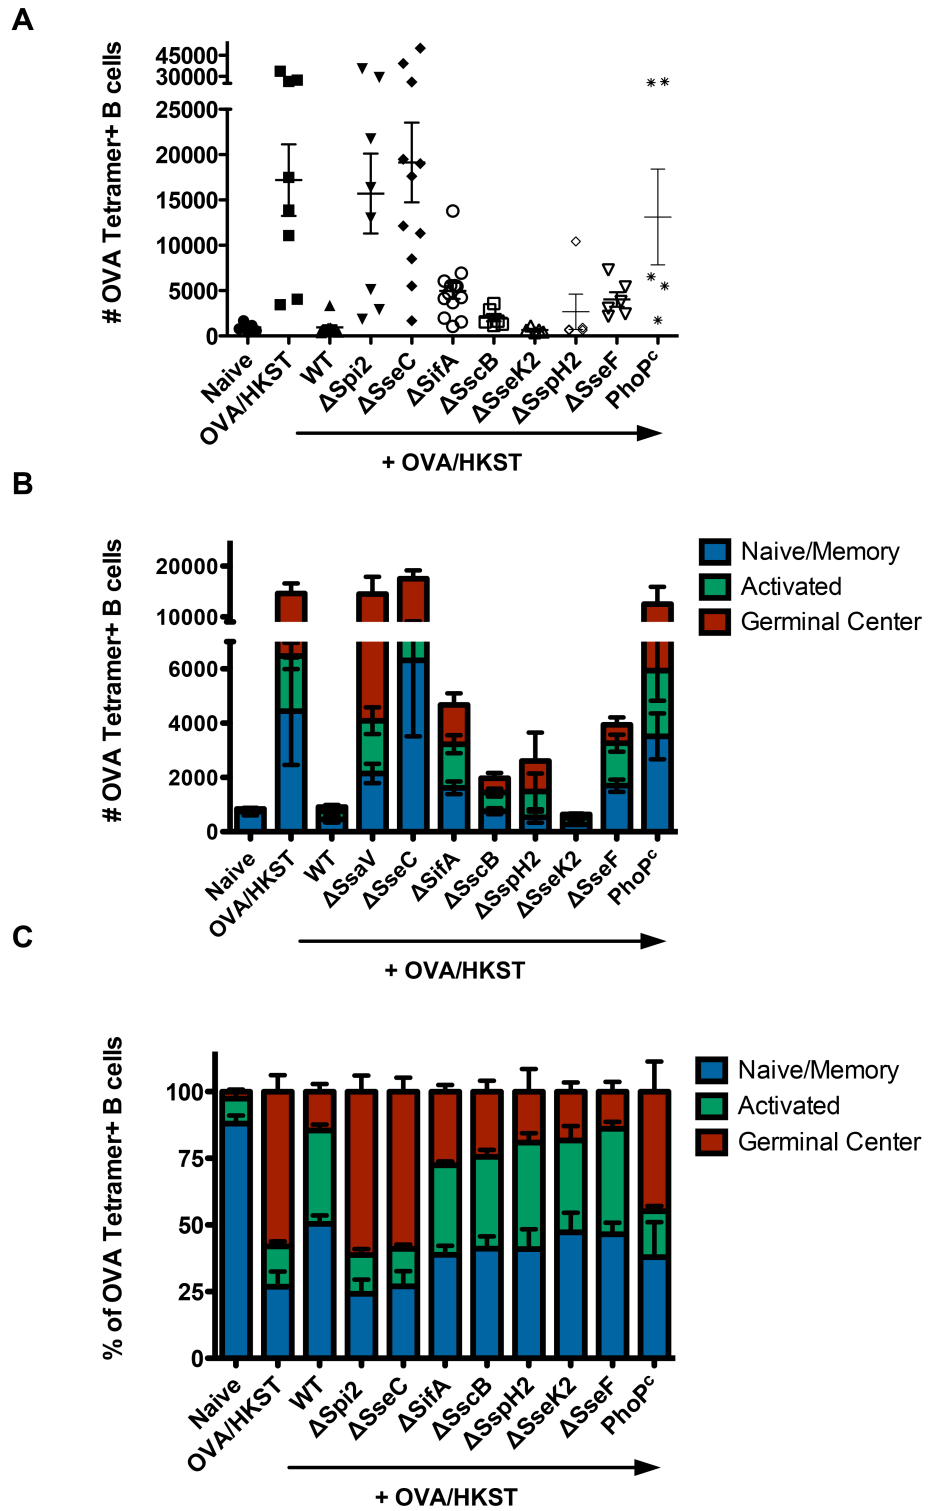 A
# OVA Tetramer+ B cells
45000
30000
25000
20000
15000
10000
5000
0
Naive
OVA/HKST
WT
ΔSpi2
ΔSseC
ΔSifA
ΔSscB
ΔSseK2
ΔSspH2
ΔSseF
PhoPᶜ
+ OVA/HKST
B
# OVA Tetramer+ B cells
20000
10000
6000
4000
2000
0
Naive/Memory
Activated
Germinal Center
Naive
OVA/HKST
WT
ΔSsaV
ΔSseC
ΔSifA
ΔSscB
ΔSspH2
ΔSseK2
ΔSseF
PhoPᶜ
+ OVA/HKST
C
% of OVA Tetramer+ B cells
100
75
50
25
0
Naive/Memory
Activated
Germinal Center
Naive
OVA/HKST
WT
ΔSpi2
ΔSseC
ΔSifA
ΔSscB
ΔSspH2
ΔSseK2
ΔSseF
PhoPᶜ
+ OVA/HKST